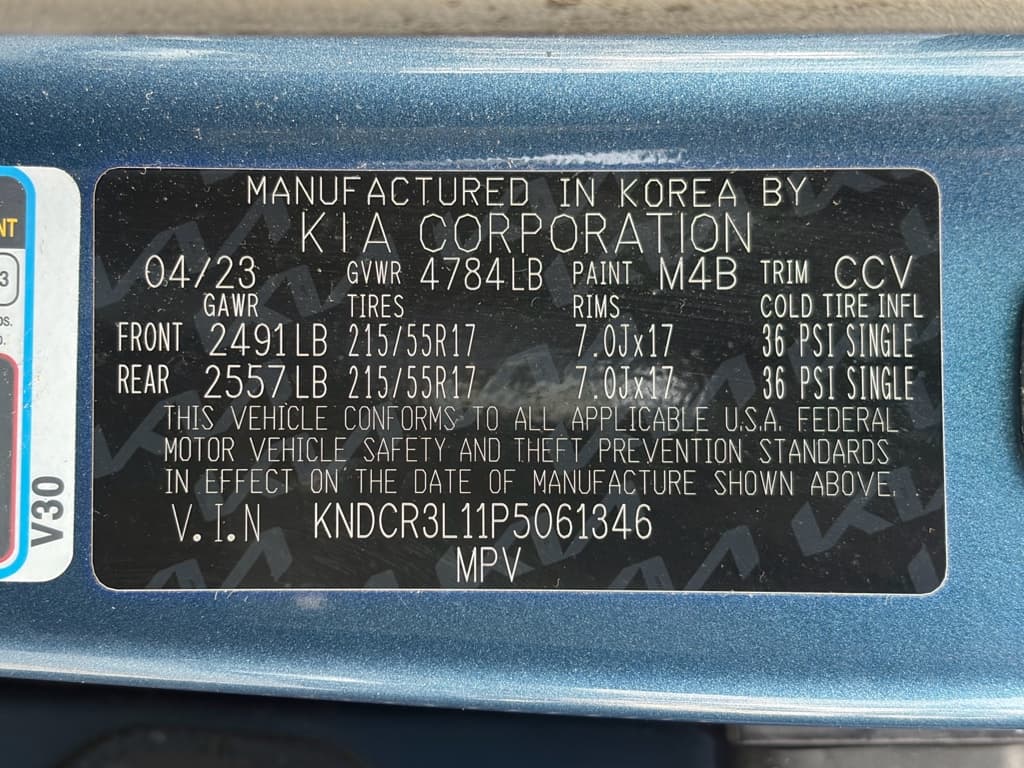 MANUFACTURED IN KOREA BY
KIA CORPORATION
04/23 GVWR 4784LB PAINT M4B TRIM CCV
GAWR TIRES RIMS COLD TIRE INFL
FRONT 2491LB 215/55R17 7.0Jx17 36 PSI SINGLE
REAR 2557LB 215/55R17 7.0Jx17 36 PSI SINGLE
THIS VEHICLE CONFORMS TO ALL APPLICABLE U.S.A. FEDERAL
MOTOR VEHICLE SAFETY AND THEFT PREVENTION STANDARDS
IN EFFECT ON THE DATE OF MANUFACTURE SHOWN ABOVE.
V.I.N KNDCR3L11P5061346
MPV
V30